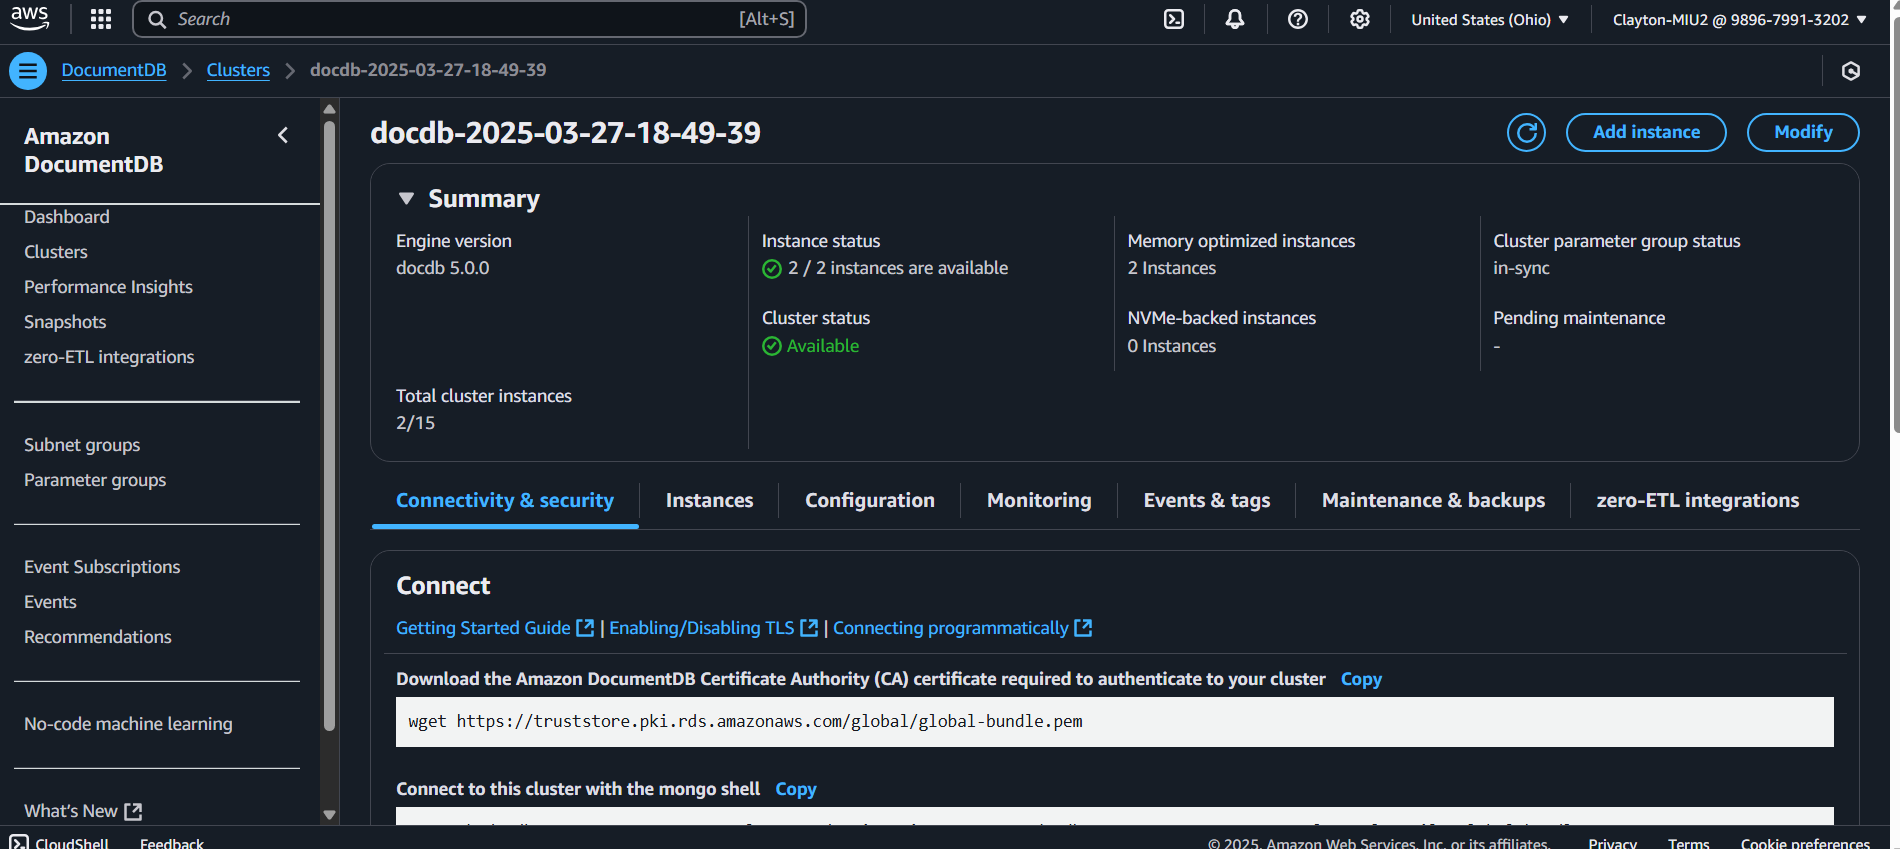 aws
Search
[Alt+S]
United States (Ohio)
Clayton-MIU2 @ 9896-7991-3202
DocumentDB
Clusters
docdb-2025-03-27-18-49-39
Amazon
DocumentDB
Dashboard
Clusters
Performance Insights
Snapshots
zero-ETL integrations
Subnet groups
Parameter groups
Event Subscriptions
Events
Recommendations
No-code machine learning
What's New
docdb-2025-03-27-18-49-39
Add instance
Modify
Summary
Engine version
docdb 5.0.0
Total cluster instances
2/15
Instance status
2 / 2 instances are available
Cluster status
Available
Memory optimized instances
2 Instances
NVMe-backed instances
0 Instances
Cluster parameter group status
in-sync
Pending maintenance
-
Connectivity & security
Instances
Configuration
Monitoring
Events & tags
Maintenance & backups
zero-ETL integrations
Connect
Getting Started Guide | Enabling/Disabling TLS | Connecting programmatically
Download the Amazon DocumentDB Certificate Authority (CA) certificate required to authenticate to your cluster Copy
wget https://truststore.pki.rds.amazonaws.com/global/global-bundle.pem
Connect to this cluster with the mongo shell Copy
CloudShell
Feedback
© 2025, Amazon Web Services, Inc. or its affiliates.
Privacy
Terms
Cookie preferences